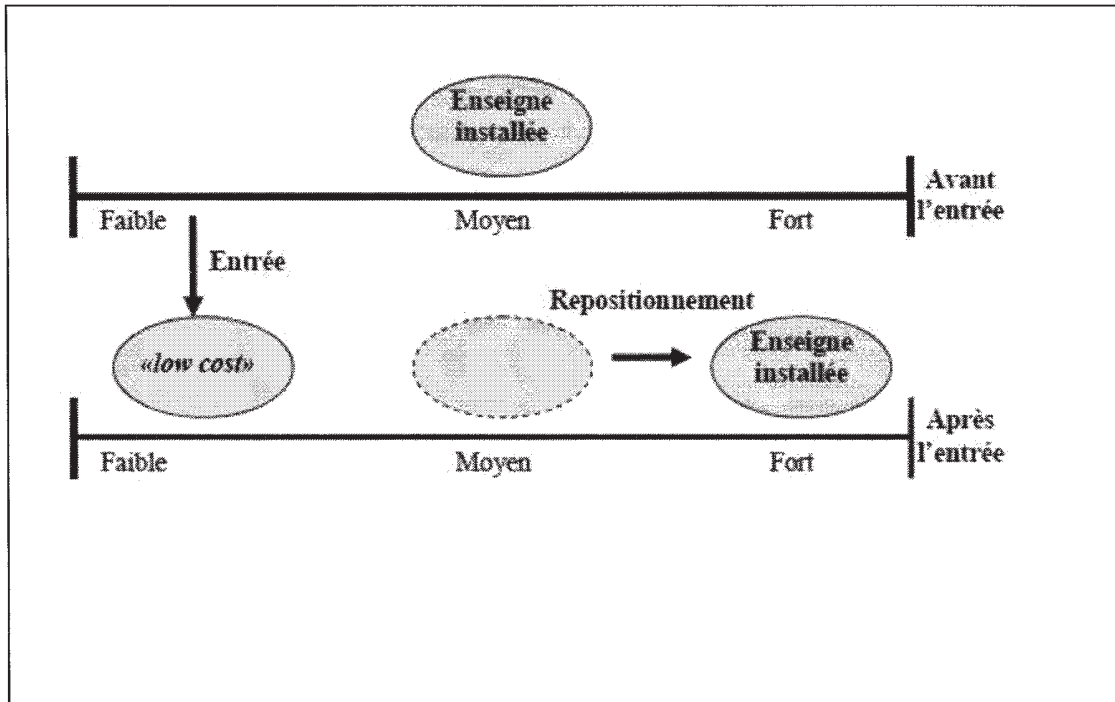 Enseigne
installée
Avant
l'entrée
Faible
Moyen
Fort
Entrée
Repositionnement
«low cost»
Enseigne
installée
Après
l'entrée
Faible
Moyen
Fort